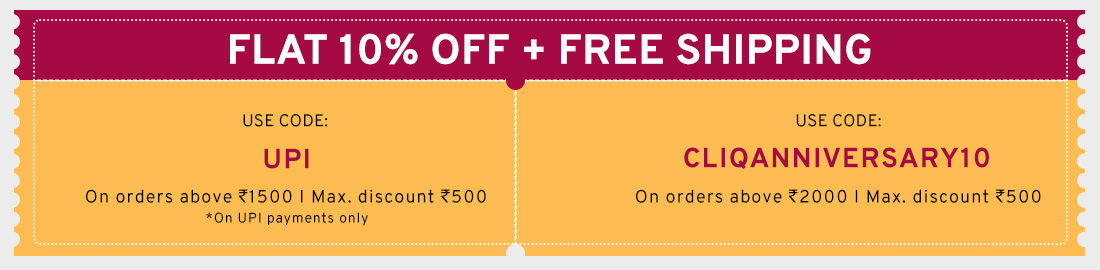 FLAT 10% OFF + FREE SHIPPING
USE CODE:
UPI
On orders above ₹1500 | Max. discount ₹500
*On UPI payments only
USE CODE:
CLIQANNIVERSARY10
On orders above ₹2000 | Max. discount ₹500